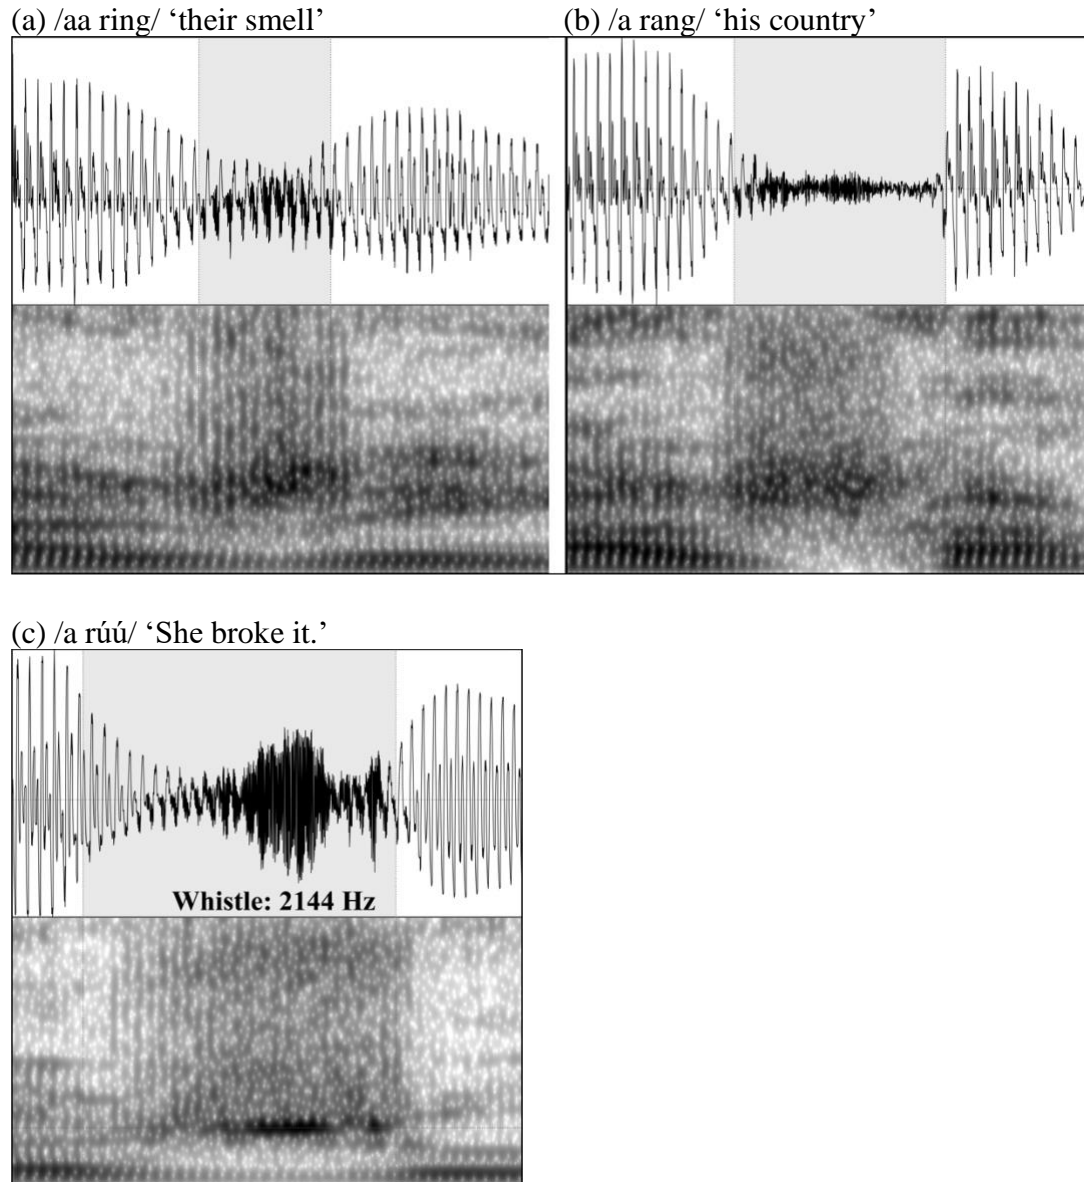 (a) /aa ring/ ‘their smell’
(b) /a rang/ ‘his country’
(c) /a rúú/ ‘She broke it.’
Whistle: 2144 Hz